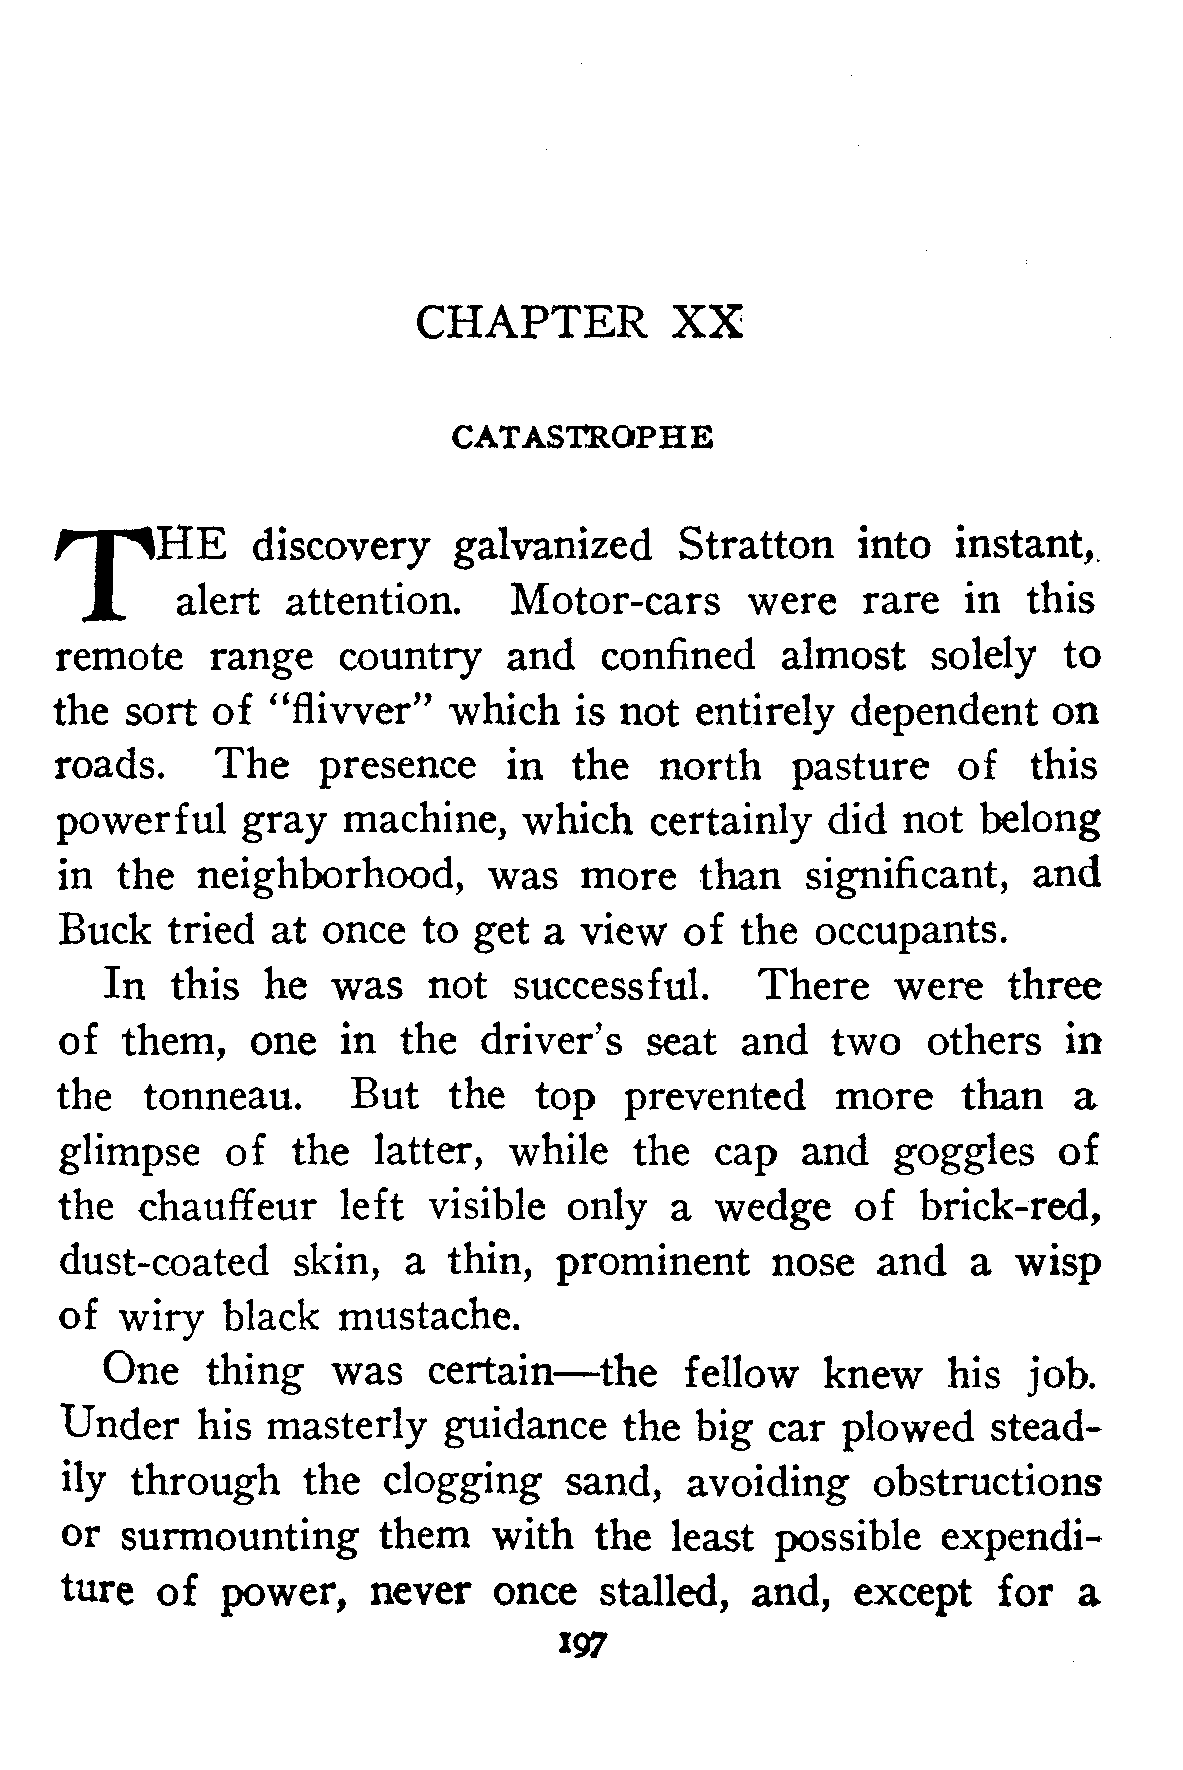 CHAPTER XX
CATASTROPHE
THE discovery galvanized Stratton into instant,
alert attention. Motor-cars were rare in this
remote range country and confined almost solely to
the sort of “flivver” which is not entirely dependent on
roads. The presence in the north pasture of this
powerful gray machine, which certainly did not belong
in the neighborhood, was more than significant, and
Buck tried at once to get a view of the occupants.
In this he was not successful. There were three
of them, one in the driver’s seat and two others in
the tonneau. But the top prevented more than a
glimpse of the latter, while the cap and goggles of
the chauffeur left visible only a wedge of brick-red,
dust-coated skin, a thin, prominent nose and a wisp
of wiry black mustache.
One thing was certain—the fellow knew his job.
Under his masterly guidance the big car plowed stead-
ily through the clogging sand, avoiding obstructions
or surmounting them with the least possible expendi-
ture of power, never once stalled, and, except for a
197